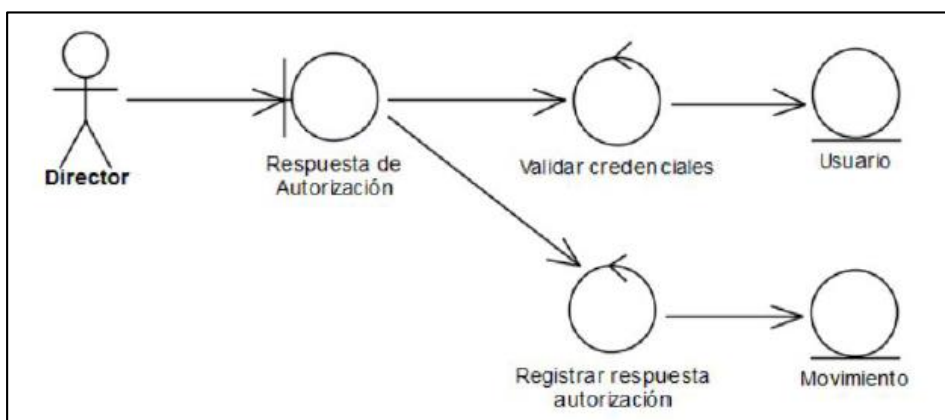 Director
Respuesta de
Autorización
Validar credenciales
Usuario
Registrar respuesta
autorización
Movimiento